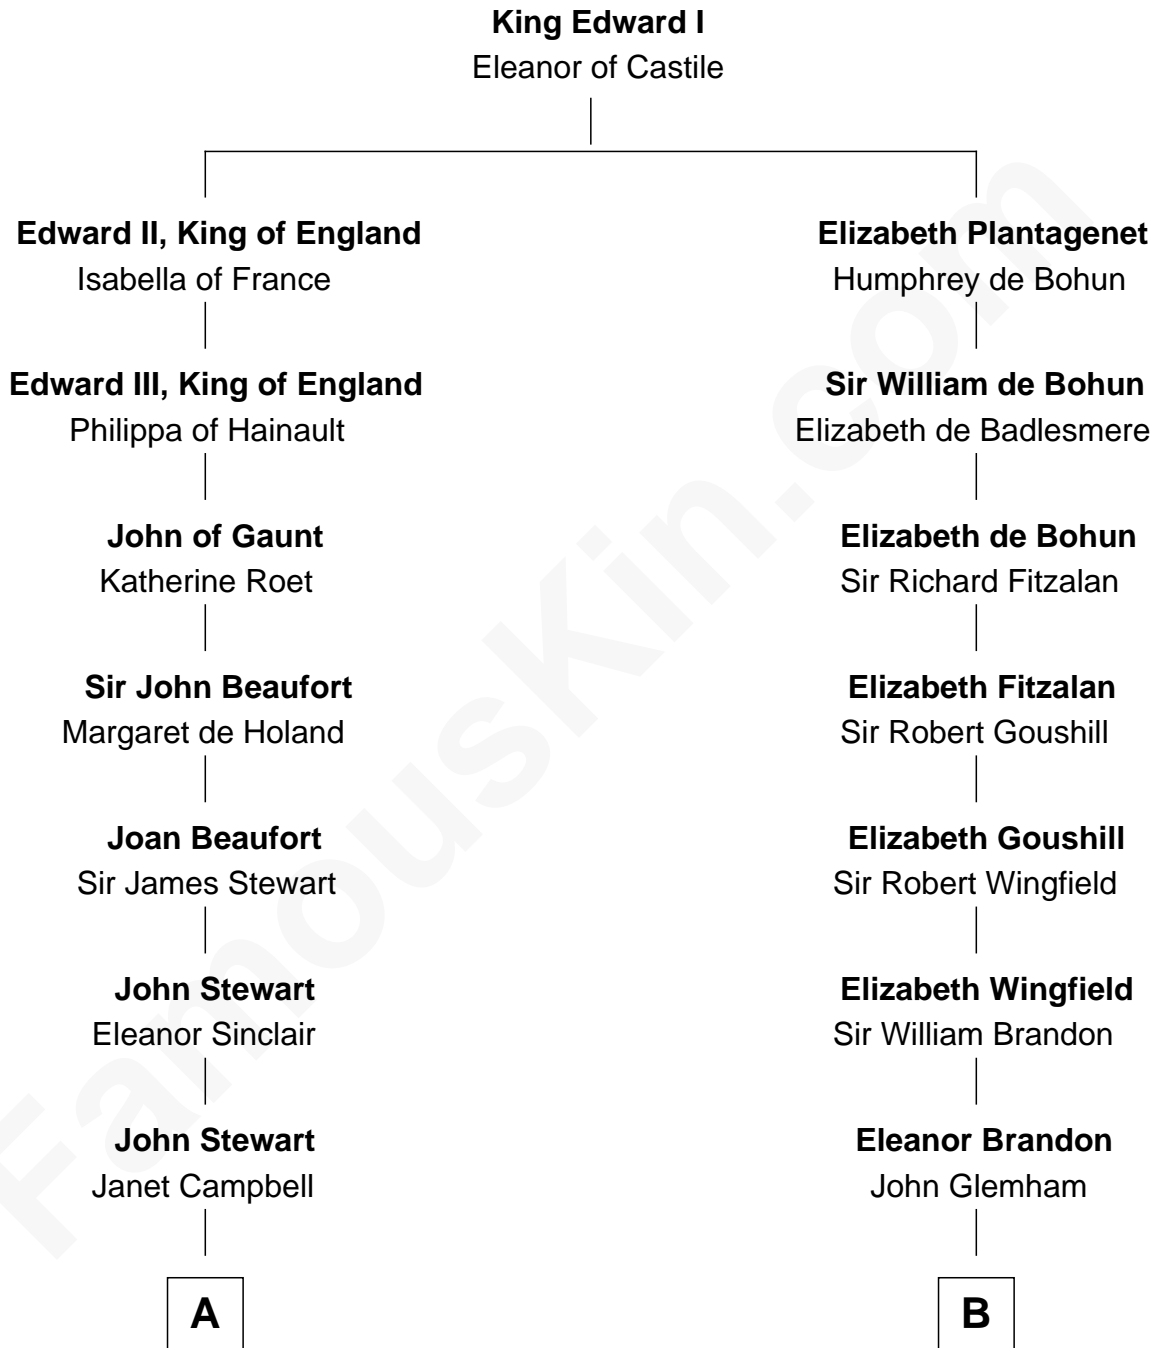 King Edward I
Eleanor of Castile
Edward II, King of England
Isabella of France
Edward III, King of England
Philippa of Hainault
John of Gaunt
Katherine Roet
Sir John Beaufort
Margaret de Holand
Joan Beaufort
Sir James Stewart
John Stewart
Eleanor Sinclair
John Stewart
Janet Campbell
A
Elizabeth Plantagenet
Humphrey de Bohun
Sir William de Bohun
Elizabeth de Badlesmere
Elizabeth de Bohun
Sir Richard Fitzalan
Elizabeth Fitzalan
Sir Robert Goushill
Elizabeth Goushill
Sir Robert Wingfield
Elizabeth Wingfield
Sir William Brandon
Eleanor Brandon
John Glemham
B
FamousKin.com